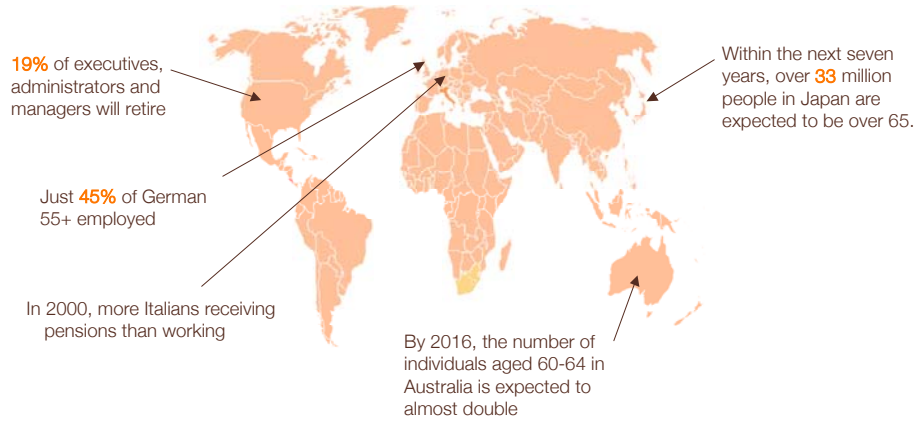 19% of executives,
administrators and
managers will retire
Within the next seven
years, over 33 million
people in Japan are
expected to be over 65.
Just 45% of German
55+ employed
In 2000, more Italians receiving
pensions than working
By 2016, the number of
individuals aged 60-64 in
Australia is expected to
almost double